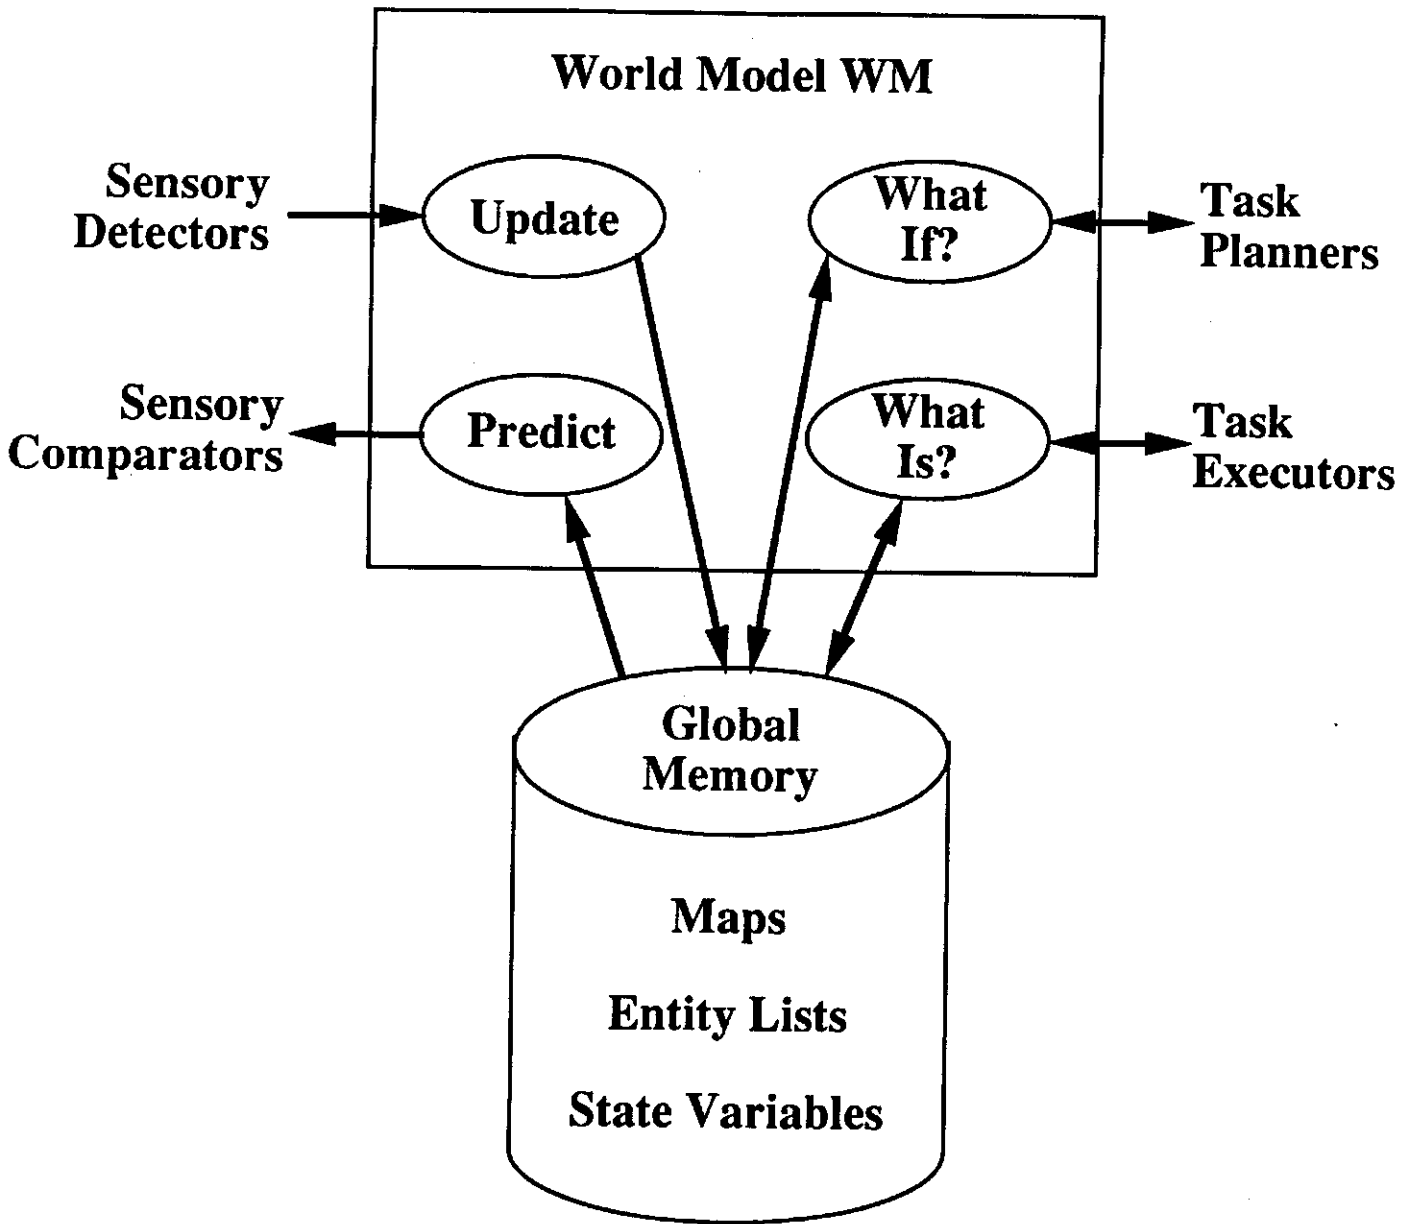 World Model WM
Sensory
Detectors
Update
What
If?
Task
Planners
Sensory
Comparators
Predict
What
Is?
Task
Executors
Global
Memory
Maps
Entity Lists
State Variables